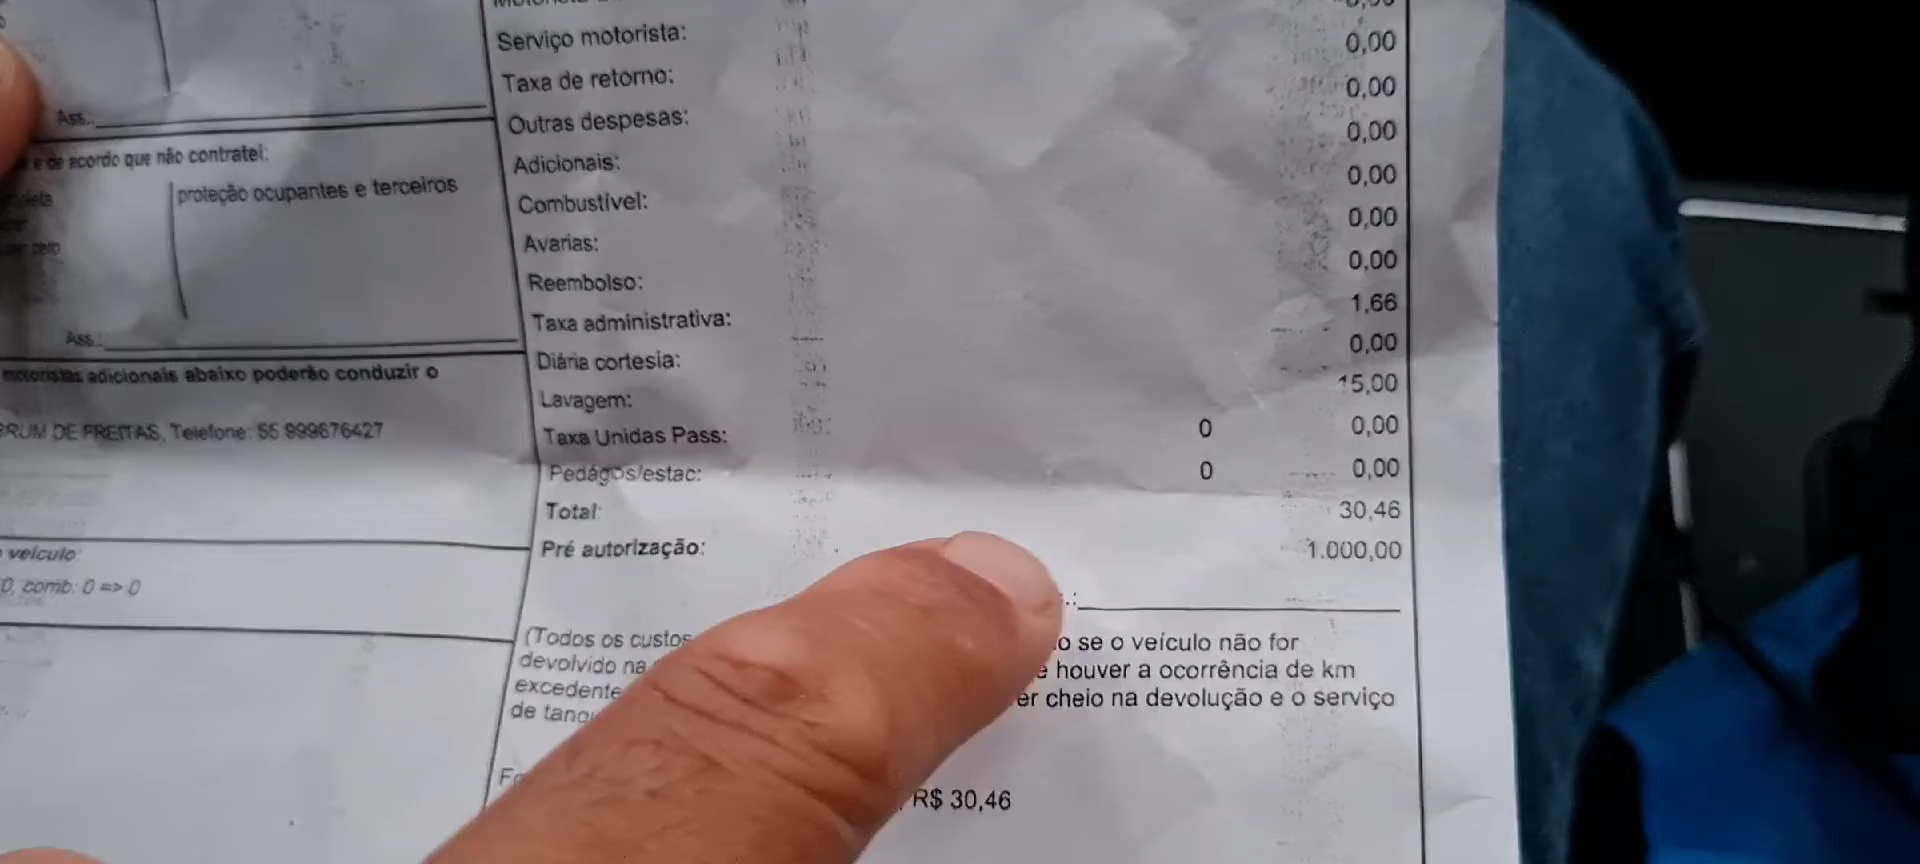 Ass.:
e de acordo que não contratei:
proteção ocupantes e terceiros
Ass.:
motoristas adicionais abaixo poderão conduzir o
BRUM DE FREITAS, Telefone: 55 999676427
veículo:
0, comb: 0 => 0
Serviço motorista: 0,00
Taxa de retorno: 0,00
Outras despesas: 0,00
Adicionais: 0,00
Combustível: 0,00
Avarias: 0,00
Reembolso: 1,66
Taxa administrativa: 0,00
Diária cortesia: 15,00
Lavagem: 0 0,00
Taxa Unidas Pass: 0 0,00
Pedágios/estac: 30,46
Total: 1.000,00
Pré autorização:
(Todos os custos se o veículo não for
devolvido na houver a ocorrência de km
excedente cheio na devolução e o serviço
de
R$ 30,46